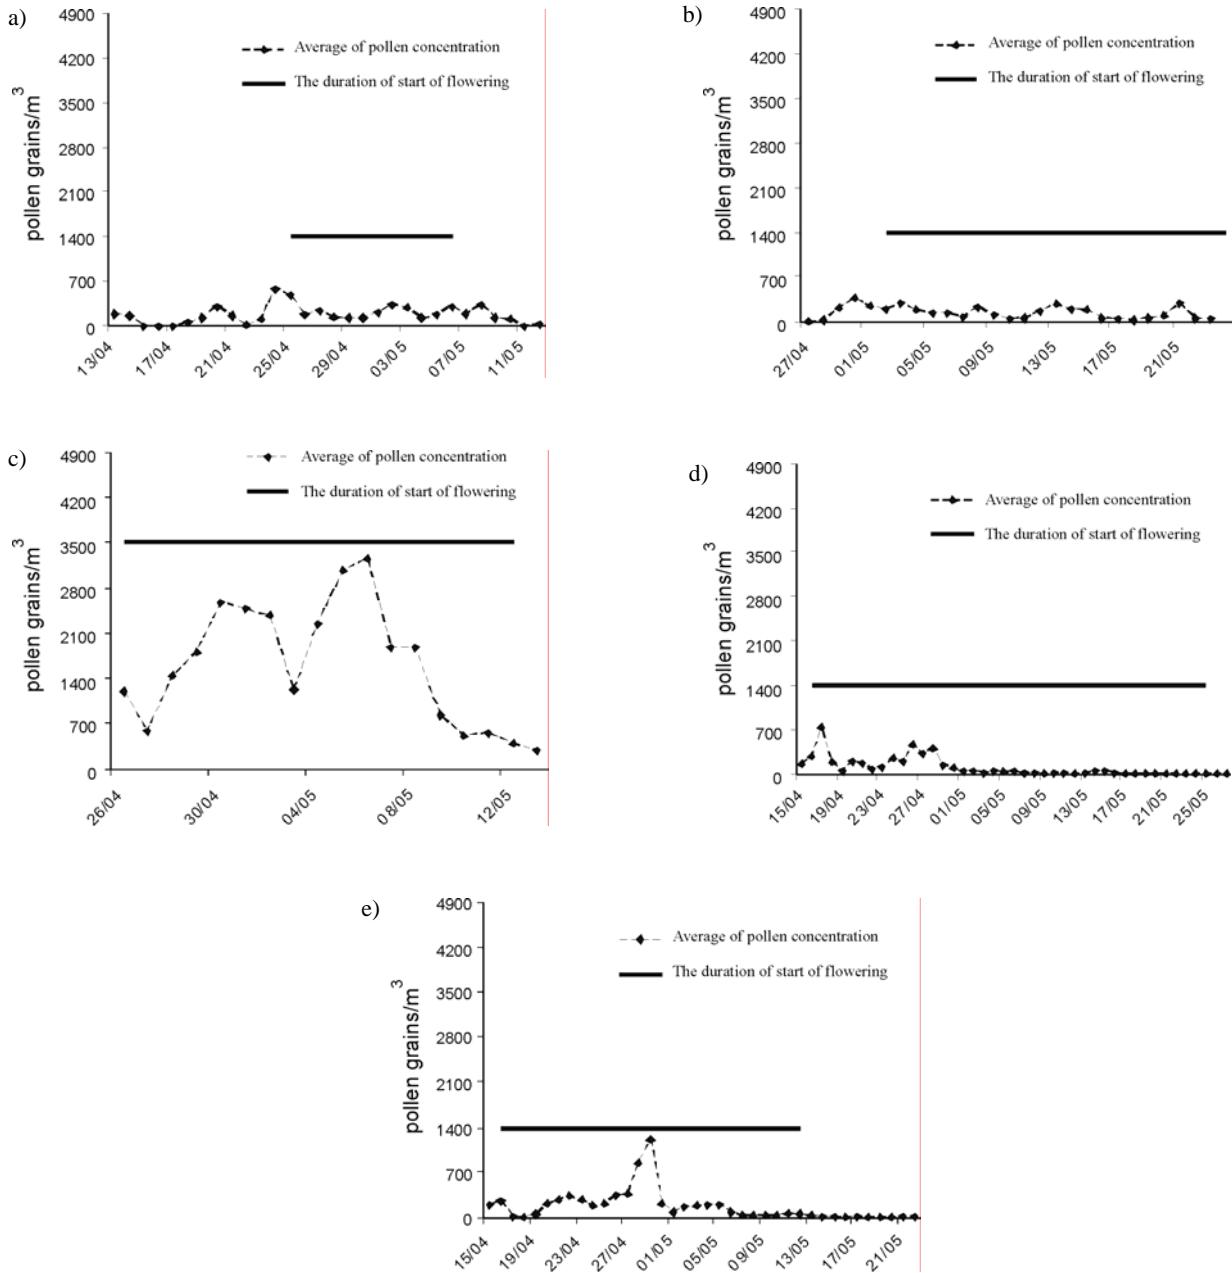 a)
4900
4200
3500
2800
2100
1400
700
0
pollen grains/m³
Average of pollen concentration
The duration of start of flowering
13/04 17/04 21/04 25/04 29/04 03/05 07/05 11/05
b)
4900
4200
3500
2800
2100
1400
700
0
pollen grains/m³
Average of pollen concentration
The duration of start of flowering
27/04 01/05 05/05 09/05 13/05 17/05 21/05
c)
4900
4200
3500
2800
2100
1400
700
0
pollen grains/m³
Average of pollen concentration
The duration of start of flowering
26/04 30/04 04/05 08/05 12/05
d)
4900
4200
3500
2800
2100
1400
700
0
pollen grains/m³
Average of pollen concentration
The duration of start of flowering
15/04 19/04 23/04 27/04 01/05 05/05 09/05 13/05 17/05 21/05 25/05
e)
4900
4200
3500
2800
2100
1400
700
0
pollen grains/m³
Average of pollen concentration
The duration of start of flowering
15/04 19/04 23/04 27/04 01/05 05/05 09/05 13/05 17/05 21/05